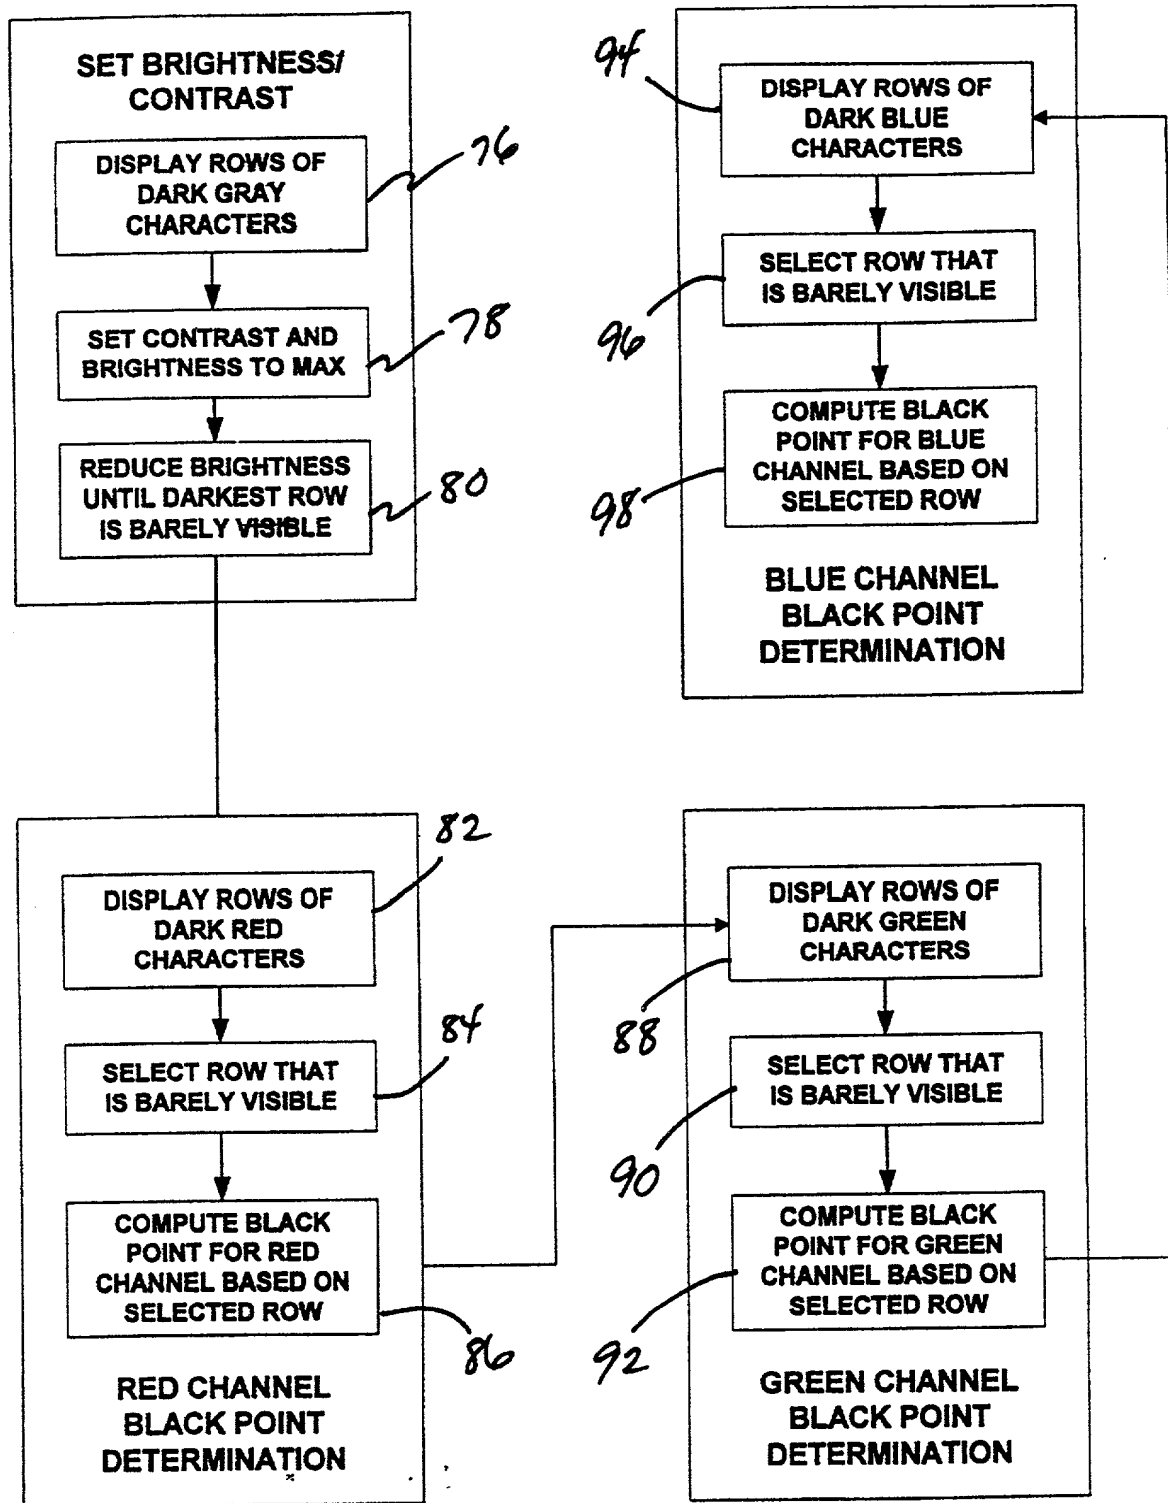 SET BRIGHTNESS/
CONTRAST
DISPLAY ROWS OF
DARK GRAY
CHARACTERS
76
SET CONTRAST AND
BRIGHTNESS TO MAX
78
REDUCE BRIGHTNESS
UNTIL DARKEST ROW
IS BARELY VISIBLE
80
82
DISPLAY ROWS OF
DARK RED
CHARACTERS
84
SELECT ROW THAT
IS BARELY VISIBLE
COMPUTE BLACK
POINT FOR RED
CHANNEL BASED ON
SELECTED ROW
86
RED CHANNEL
BLACK POINT
DETERMINATION
DISPLAY ROWS OF
DARK GREEN
CHARACTERS
88
SELECT ROW THAT
IS BARELY VISIBLE
90
COMPUTE BLACK
POINT FOR GREEN
CHANNEL BASED ON
SELECTED ROW
92
GREEN CHANNEL
BLACK POINT
DETERMINATION
94
DISPLAY ROWS OF
DARK BLUE
CHARACTERS
SELECT ROW THAT
IS BARELY VISIBLE
96
COMPUTE BLACK
POINT FOR BLUE
CHANNEL BASED ON
SELECTED ROW
98
BLUE CHANNEL
BLACK POINT
DETERMINATION